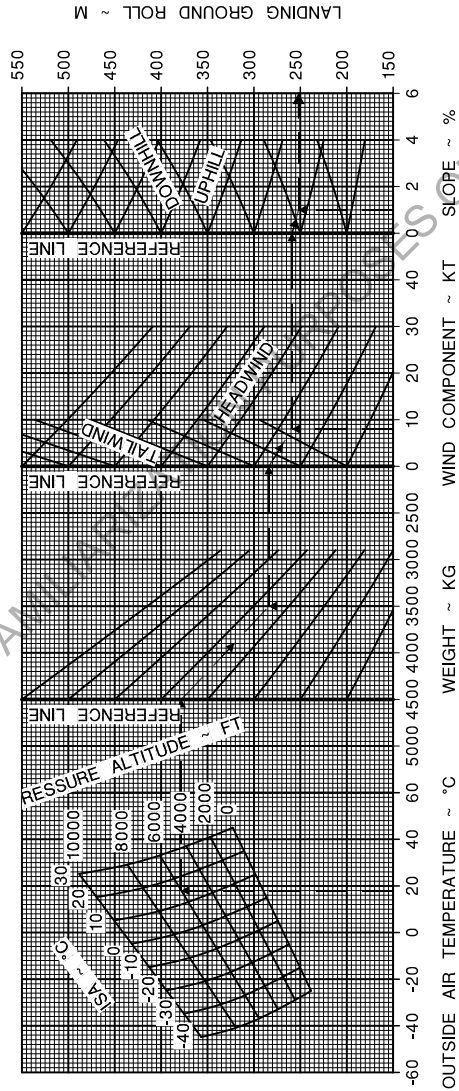 LANDING GROUND ROLL ~ M
550
500
450
400
350
300
250
200
150
ISA ~ °C
30
20
10
0
-10
-20
-30
-40
10000
8000
6000
4000
2000
0
RESSURE ALTITUDE ~ FT
REFERENCE LINE
REFERENCE LINE
TAILWIND
HEADWIND
REFERENCE LINE
DOWNHILL
UPHILL
AMILIARIZ
RPOSES O
-60 -40 -20 0 20 40 60
5000 4500 4000 3500 3000 2500
0 10 20 30 40
0 2 4 6
OUTSIDE AIR TEMPERATURE ~ °C
WEIGHT ~ KG
WIND COMPONENT ~ KT
SLOPE ~ %